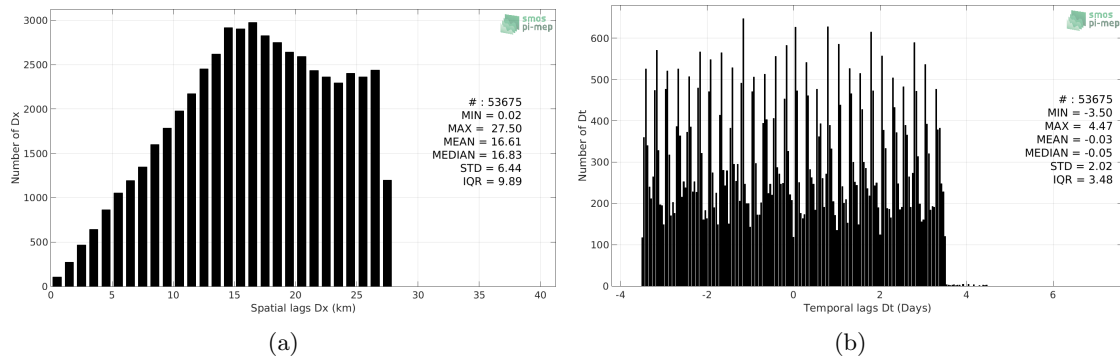 3000
2500
2000
1500
1000
500
0
Number of Dx
0 5 10 15 20 25 30 35 40
Spatial lags Dx (km)
smos
pi-mep
# : 53675
MIN = 0.02
MAX = 27.50
MEAN = 16.61
MEDIAN = 16.83
STD = 6.44
IQR = 9.89
(a)
600
500
400
300
200
100
0
Number of Dt
-4 -2 0 2 4 6
Temporal lags Dt (Days)
smos
pi-mep
# : 53675
MIN = -3.50
MAX = 4.47
MEAN = -0.03
MEDIAN = -0.05
STD = 2.02
IQR = 3.48
(b)